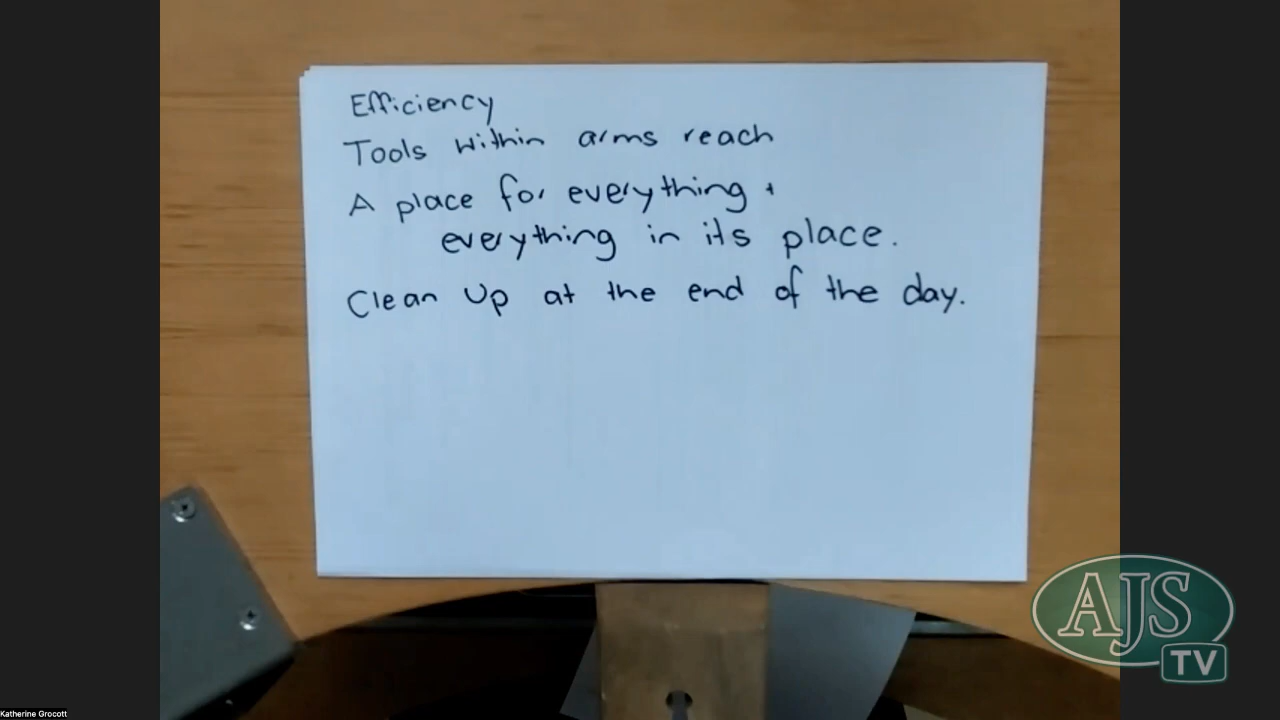 Efficiency
Tools within arms reach
A place for everything +
everything in its place.
Clean Up at the end of the day.
AJS
TV
Katherine Grocott